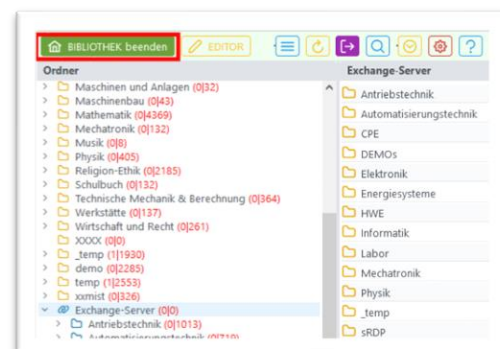 BIBLIOTHEK beenden
EDITOR
Ordner
Maschinen und Anlagen (0|32)
Maschinenbau (0|43)
Mathematik (0|4369)
Mechatronik (0|132)
Musik (0|8)
Physik (0|405)
Religion-Ethik (0|2185)
Schulbuch (0|132)
Technische Mechanik & Berechnung (0|364)
Werkstätte (0|137)
Wirtschaft und Recht (0|261)
XXXX (0|0)
_temp (1|1930)
demo (0|2285)
temp (1|2553)
xxmist (0|326)
Exchange-Server (0|0)
Antriebstechnik (0|1013)
Automatisierungstechnik (0|719)
Exchange-Server
Antriebstechnik
Automatisierungstechnik
CPE
DEMOs
Elektronik
Energiesysteme
HWE
Informatik
Labor
Mechatronik
Physik
_temp
sRDP